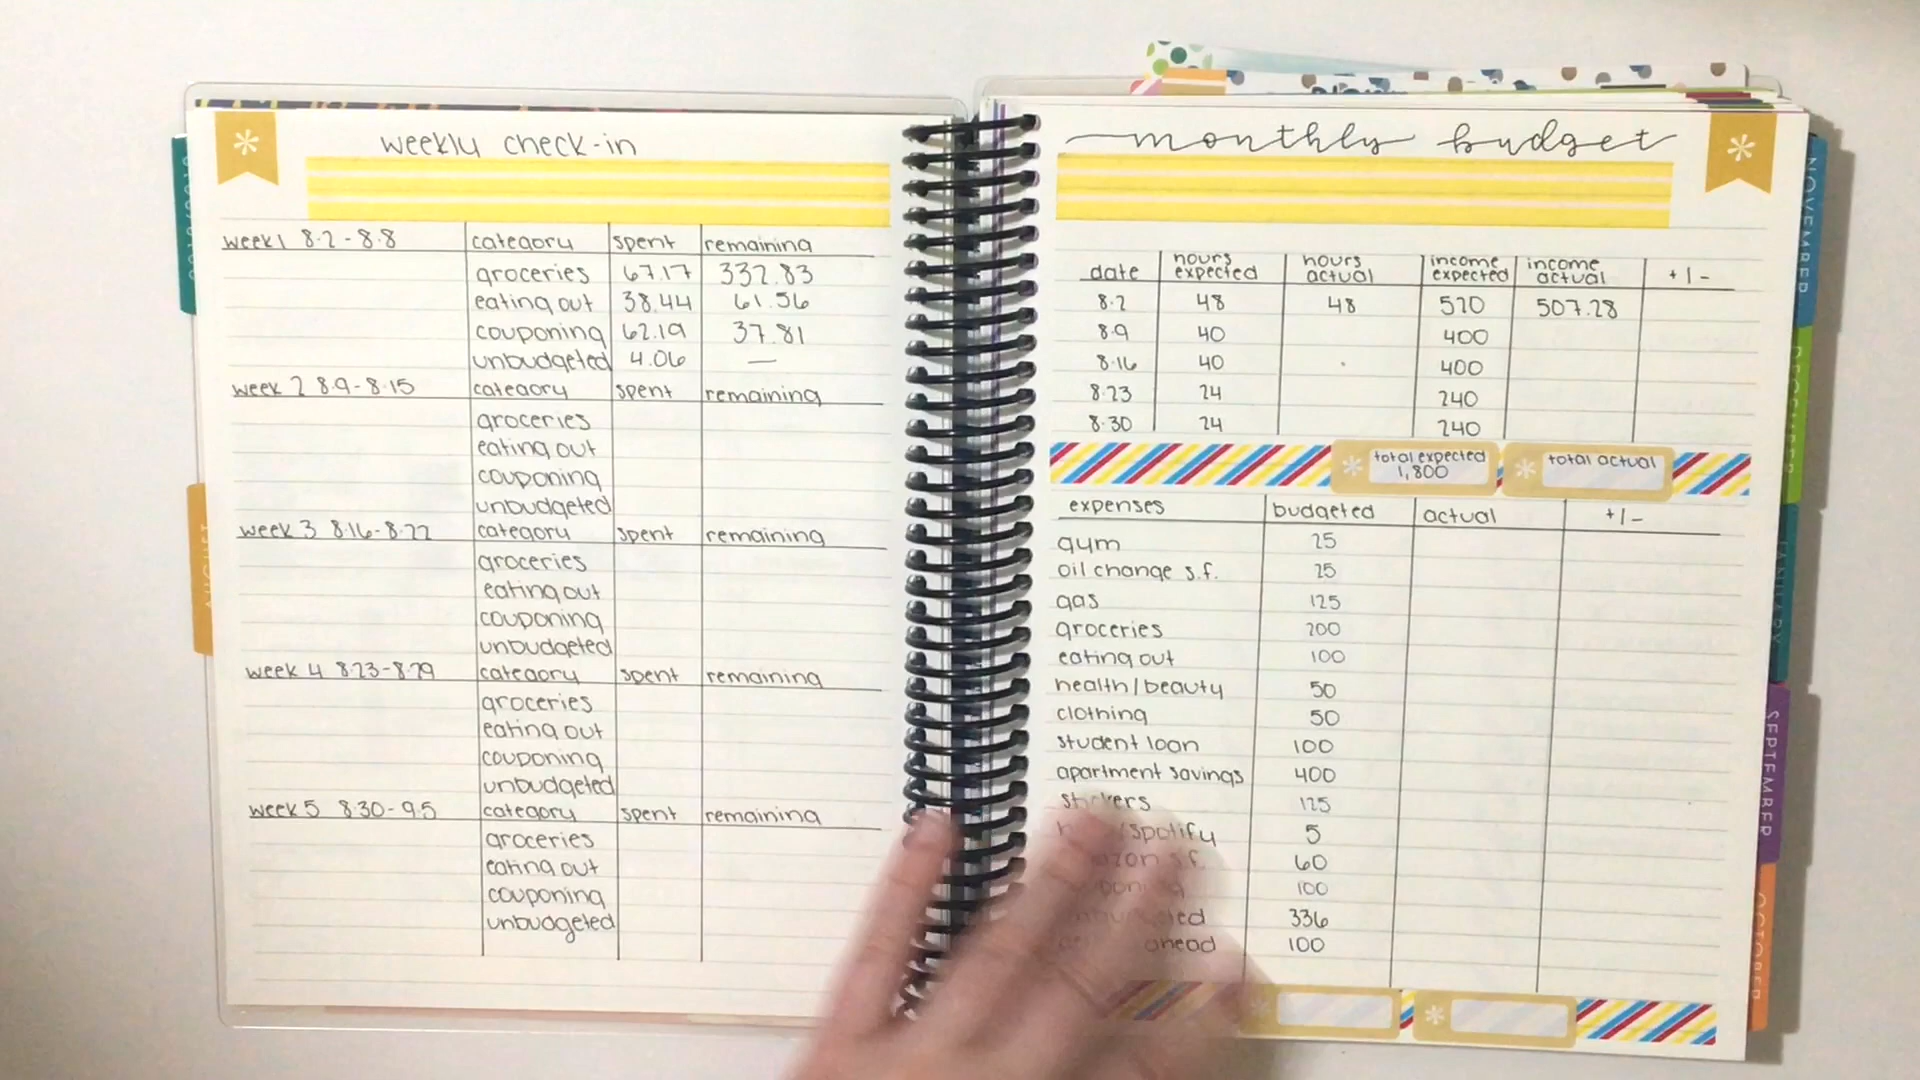 weekly check-in
week 1 8.2 - 8.8 category spent remaining
groceries 67.17 332.83
eating out 38.44 61.56
couponing 62.19 37.81
unbudgeted 4.06 —
week 2 8.9 - 8.15 category spent remaining
groceries
eating out
couponing
unbudgeted
week 3 8.16 - 8.22 category spent remaining
groceries
eating out
couponing
unbudgeted
week 4 8.23 - 8.29 category spent remaining
groceries
eating out
couponing
unbudgeted
week 5 8.30 - 9.5 category spent remaining
groceries
eating out
couponing
unbudgeted
monthly budget
date hours expected hours actual income expected income actual +/-
8.2 48 48 520 507.28
8.9 40 400
8.16 40 400
8.23 24 240
8.30 24 240
total expected total actual
1,800
expenses budgeted actual +/-
gym 25
oil change s.f. 25
gas 125
groceries 200
eating out 100
health/beauty 50
clothing 50
student loan 100
apartment savings 400
stickers 125
/spotify 5
s.f. 60
100
336
ahead 100
AUGUST
NOVEMBER
DECEMBER
JANUARY
SEPTEMBER
OCTOBER